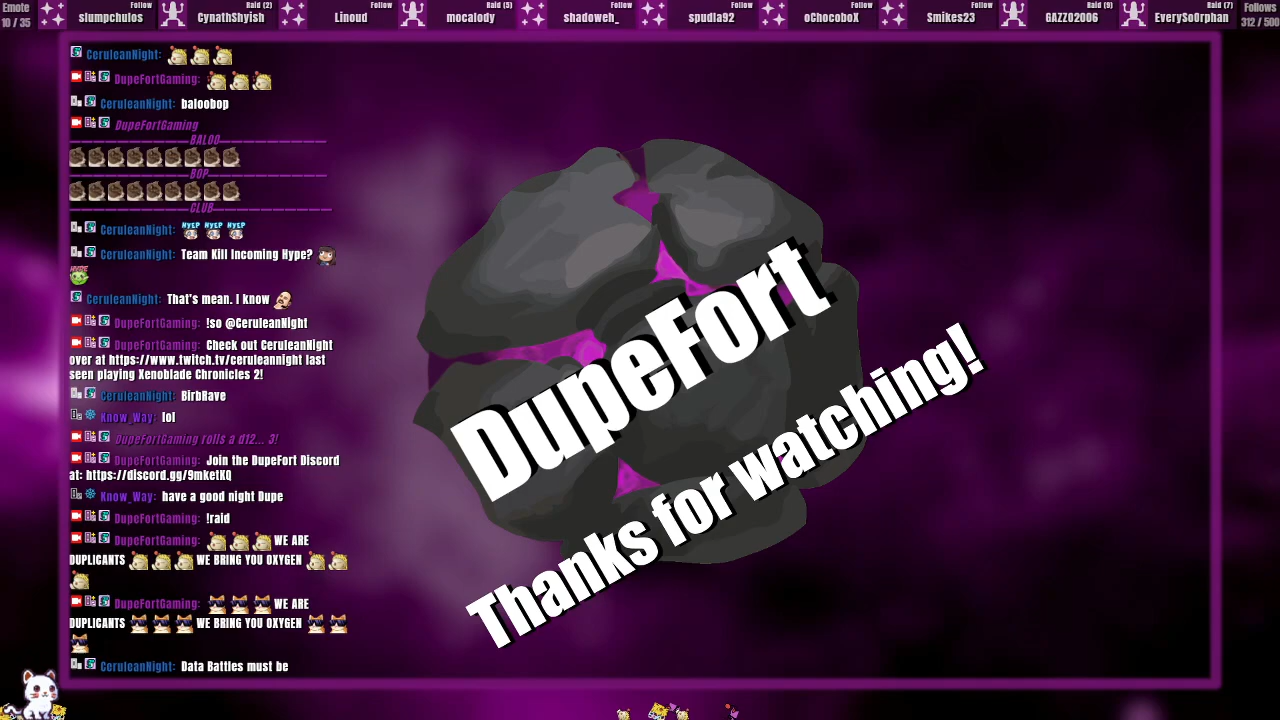 Emote
10 / 35
Follow
slumpchulos
Raid (2)
CynathShyish
Follow
Linoud
Raid (5)
mocalody
Follow
shadoweh_
Follow
spudla92
Follow
oChocoboX
Follow
Smikes23
Raid (9)
GAZZO2006
Raid (7)
EverySoOrphan
Follows
312 / 500
CeruleanNight:
DupeFortGaming:
CeruleanNight: baloobop
DupeFortGaming
BALOO
BOP
CLUB
CeruleanNight: NYEP NYEP NYEP
CeruleanNight: Team Kill Incoming Hype?
HYPE
CeruleanNight: That's mean. I know
DupeFortGaming: !so @CeruleanNight
DupeFortGaming: Check out CeruleanNight
over at https://www.twitch.tv/ceruleannight last
seen playing Xenoblade Chronicles 2!
CeruleanNight: BirbRave
Know_Way: lol
DupeFortGaming rolls a d12... 3!
DupeFortGaming: Join the DupeFort Discord
at: https://discord.gg/9mketKQ
Know_Way: have a good night Dupe
DupeFortGaming: !raid
DupeFortGaming: WE ARE
DUPLICANTS WE BRING YOU OXYGEN
DupeFortGaming: WE ARE
DUPLICANTS WE BRING YOU OXYGEN
CeruleanNight: Data Battles must be
DupeFort
Thanks for watching!